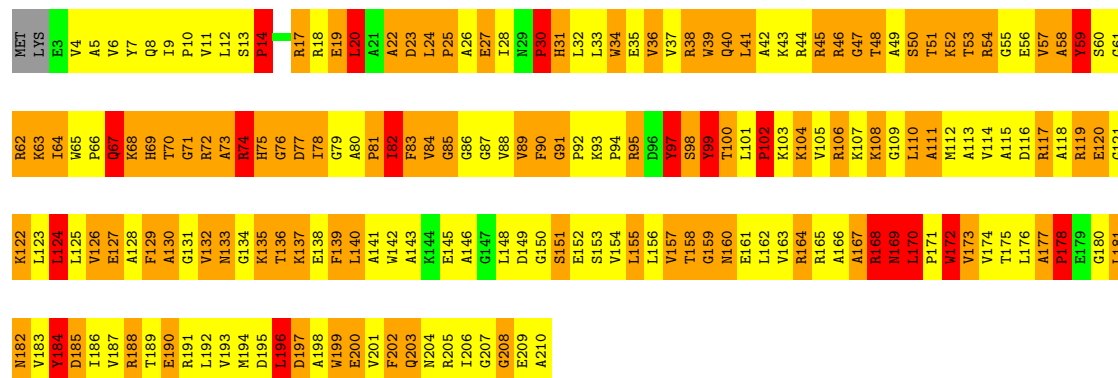 MET LYS E3 V4 A5 V6 Y7 Q8 I9 P10 V11 L12 S13 P14 R17 R18 E19 L20 A21 A22 D23 L24 P25 A26 E27 I28 N29 P30 H31 L32 L33 W34 E35 V36 V37 R38 W39 Q40 L41 A42 K43 R44 R45 R46 G47 T48 A49 S50 T51 K52 T53 R54 G55 E56 V57 A58 Y59 S60 G61
R62 K63 I64 W65 P66 Q67 K68 H69 T70 G71 R72 A73 R74 H75 G76 D77 I78 G79 A80 P81 I82 F83 V84 G85 G86 G87 V88 V89 F90 G91 P92 K93 P94 R95 D96 Y97 S98 Y99 T100 L101 P102 K103 K104 V105 R106 K107 K108 G109 L110 A111 M112 A113 V114 A115 D116 R117 A118 R119 E120 G121
K122 L123 L124 L125 V126 E127 A128 F129 A130 G131 V132 N133 G134 K135 T136 K137 E138 F139 L140 A141 W142 A143 K144 E145 A146 G147 L148 D149 G150 S151 E152 S153 V154 L155 L156 V157 T158 G159 N160 E161 L162 V163 R164 R165 A166 A167 R168 N169 L170 P171 W172 V173 V174 T175 L176 A177 P178 E179 G180 L181
N182 V183 Y184 D185 I186 V187 R188 T189 E190 R191 L192 V193 M194 D195 L196 D197 A198 W199 E200 V201 F202 Q203 N204 R205 I206 G207 G208 E209 A210